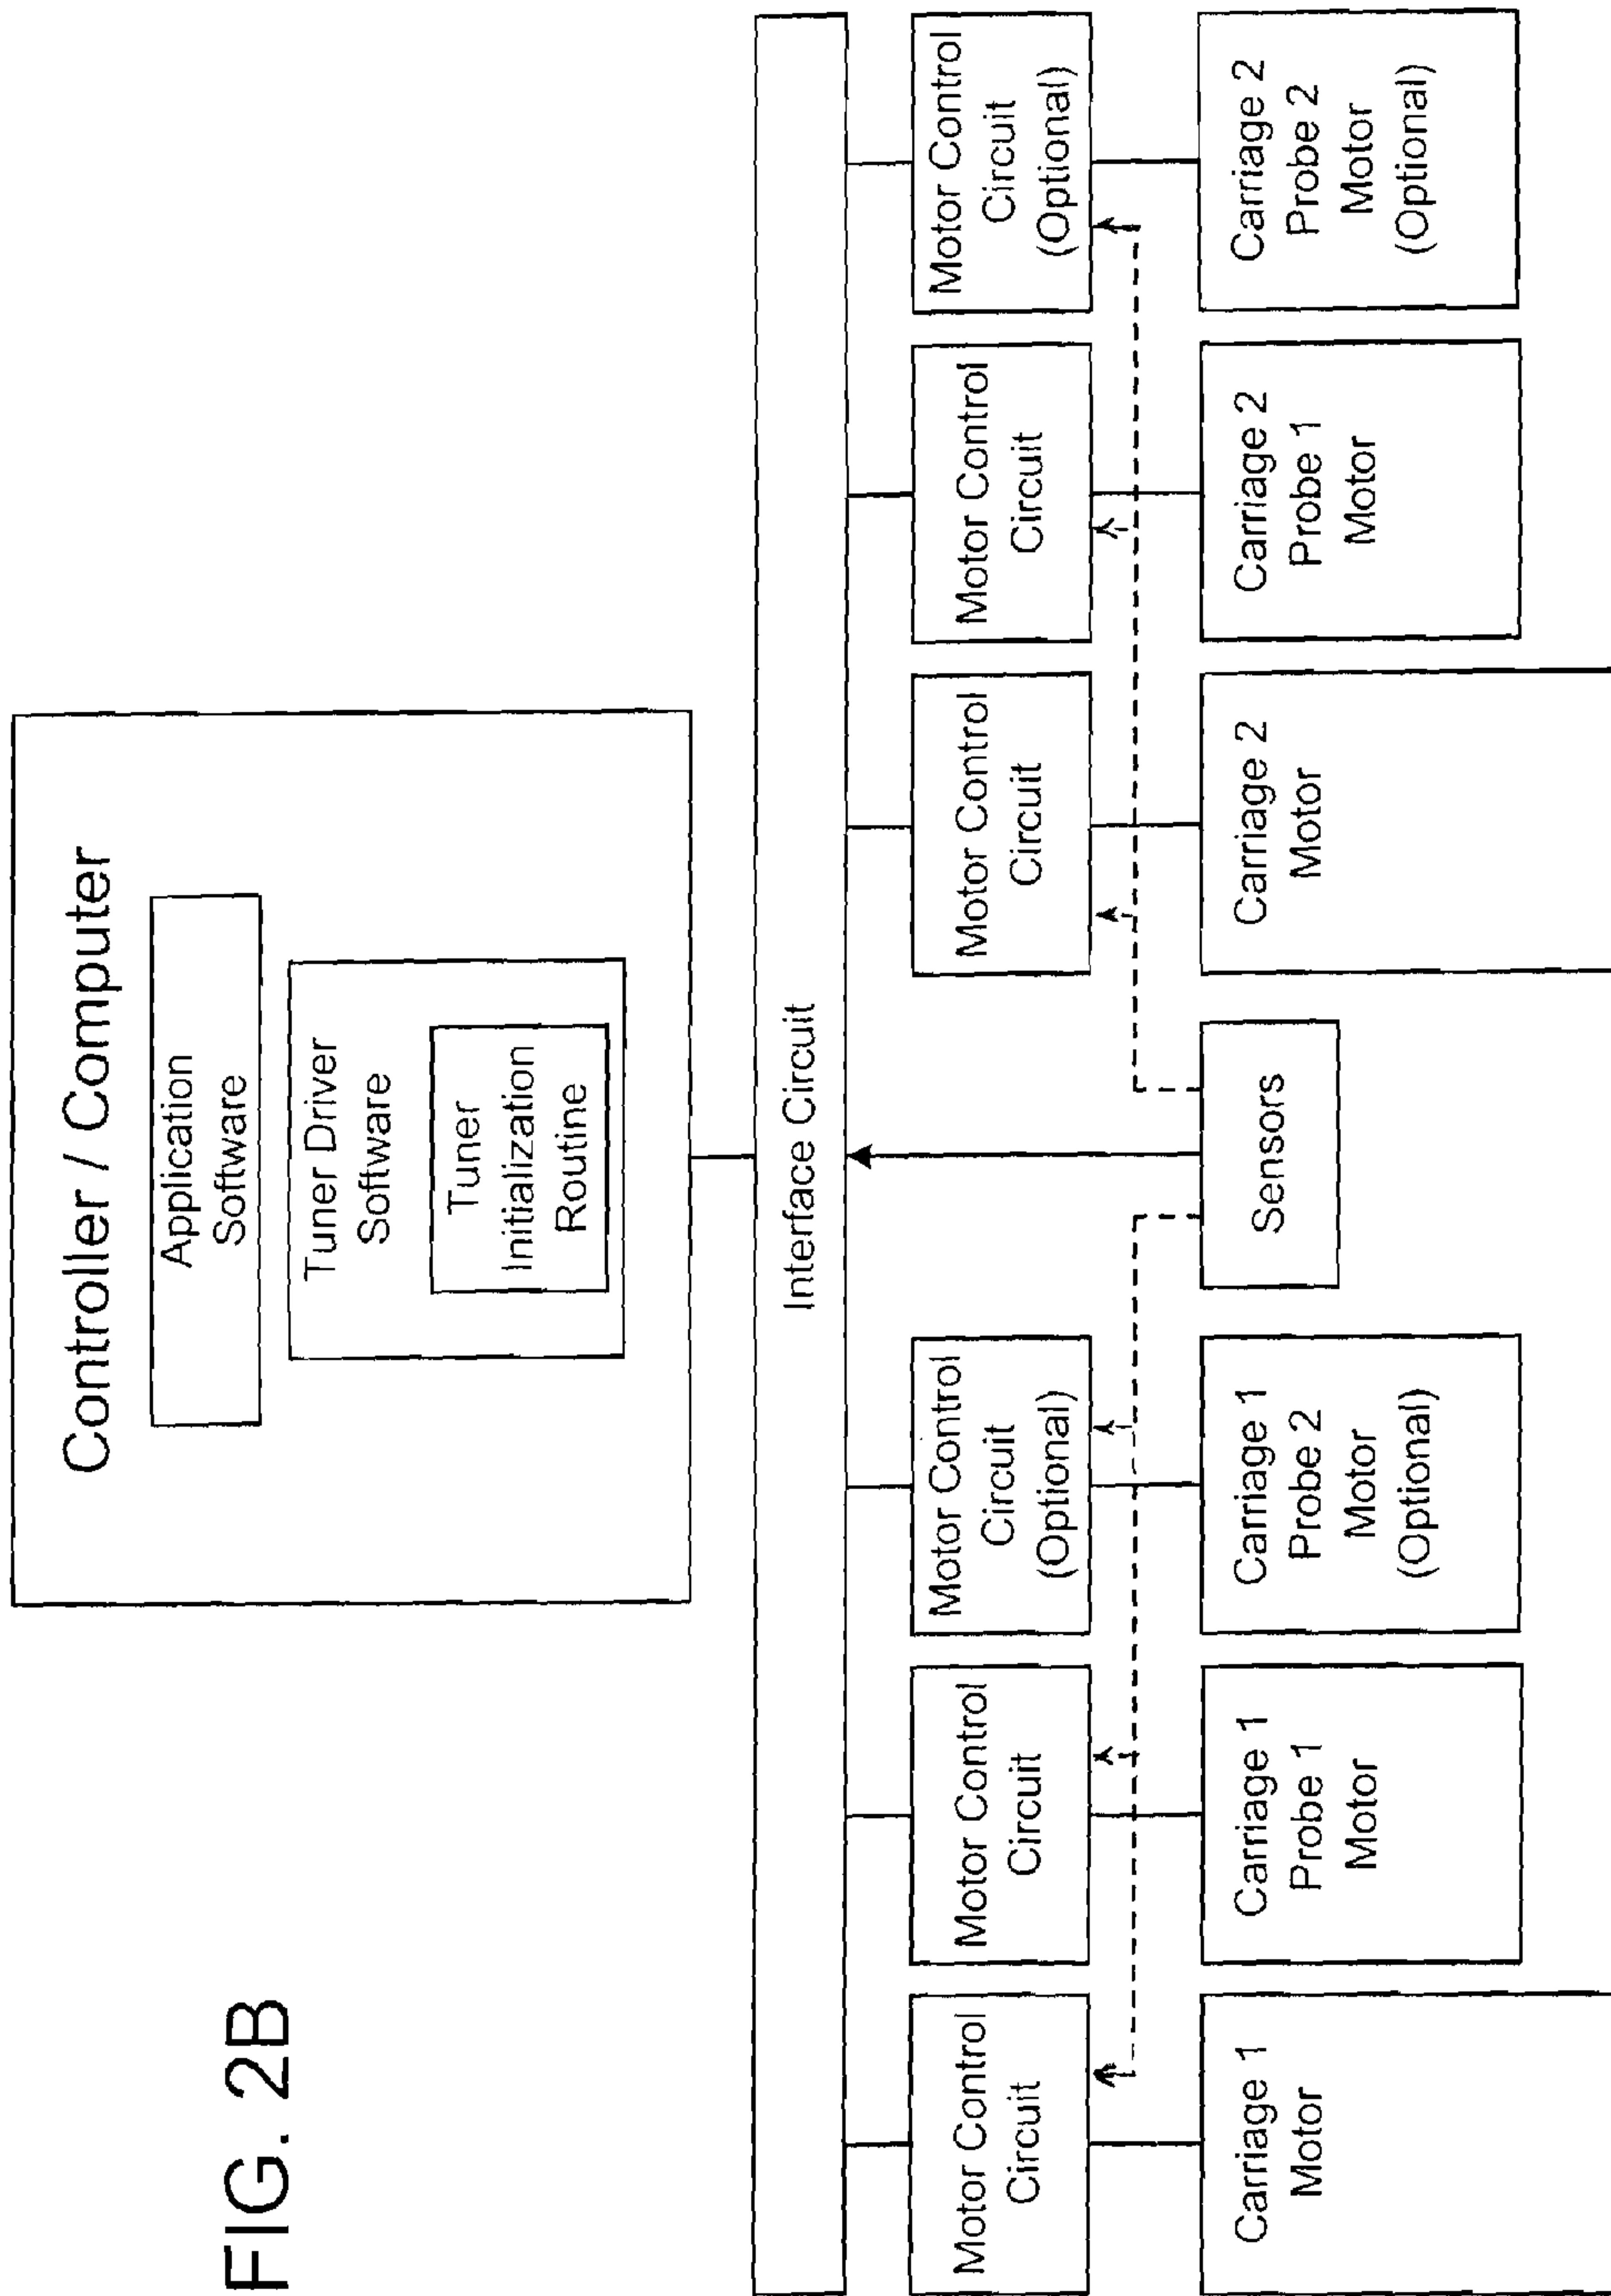 FIG. 2B
Controller / Computer
Application
Software
Tuner Driver
Software
Tuner
Initialization
Routine
Interface Circuit
Motor Control
Circuit
Motor Control
Circuit
Motor Control
Circuit
(Optional)
Motor Control
Circuit
Motor Control
Circuit
Motor Control
Circuit
(Optional)
Carriage 1
Motor
Carriage 1
Probe 1
Motor
Carriage 1
Probe 2
Motor
(Optional)
Sensors
Carriage 2
Motor
Carriage 2
Probe 1
Motor
Carriage 2
Probe 2
Motor
(Optional)